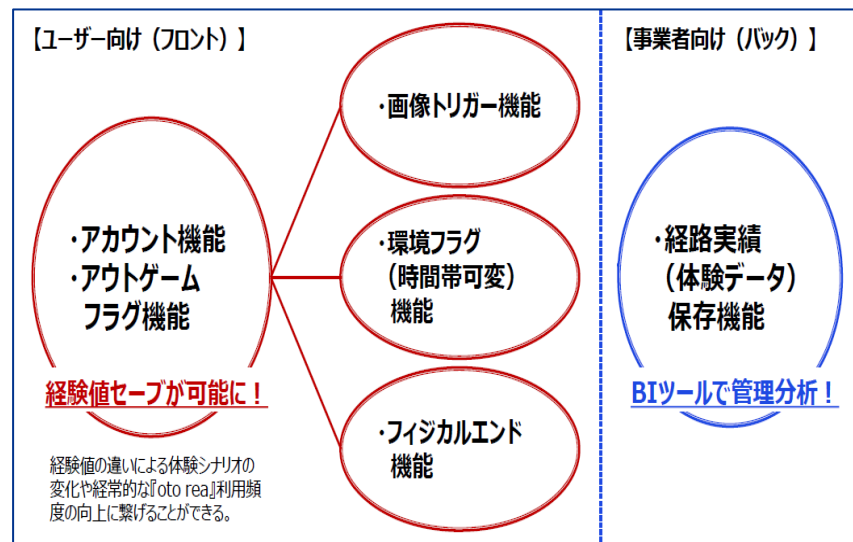 【ユーザー向け（フロント）】
・アカウント機能
・アウトゲーム
フラグ機能
経験値セーブが可能に！
経験値の違いによる体験シナリオの
変化や経常的な『oto rea』利用頻
度の向上に繋げることができる。
・画像トリガー機能
・環境フラグ
（時間帯可変）
機能
・フィジカルエンド
機能
【事業者向け（バック）】
・経路実績
（体験データ）
保存機能
BIツールで管理分析！